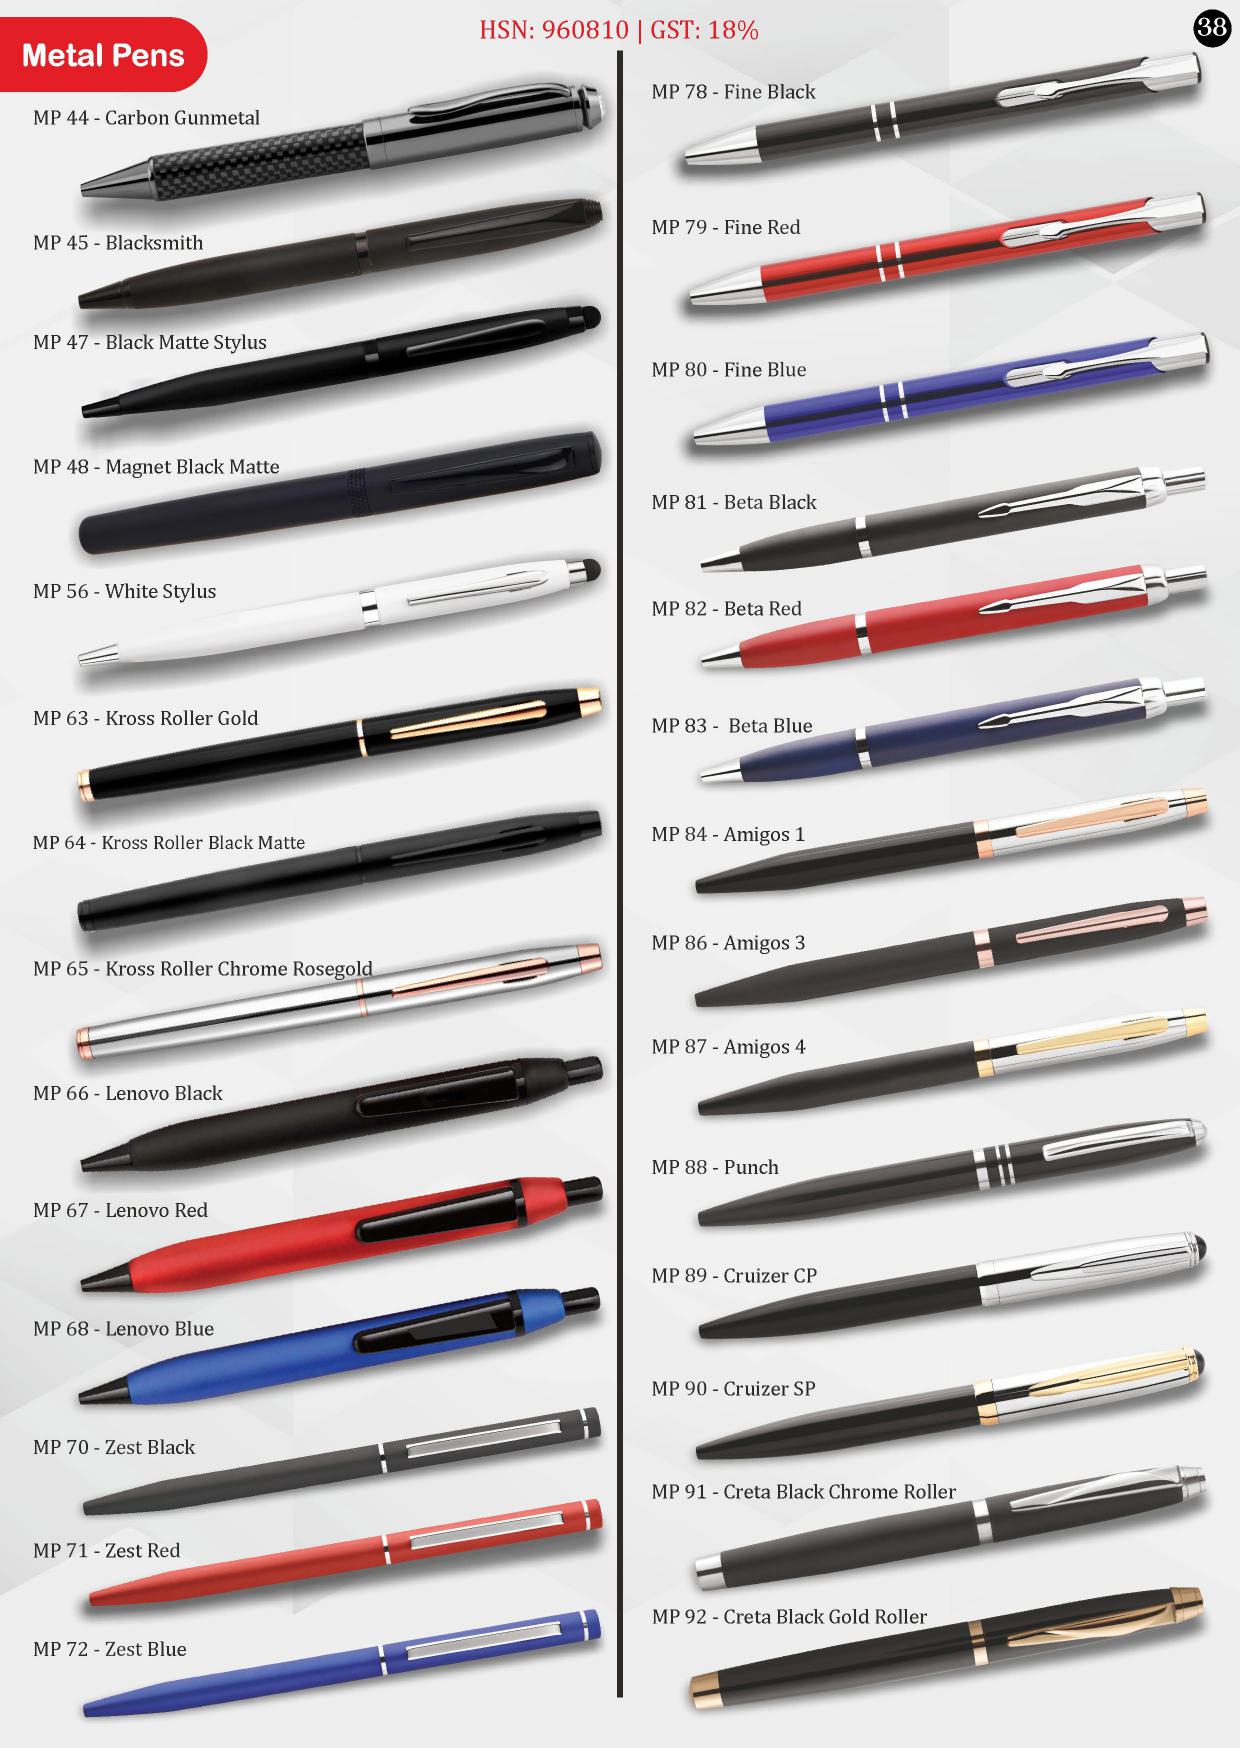 HSN: 960810 | GST: 18%
38
Metal Pens
MP 44 - Carbon Gunmetal
MP 45 - Blacksmith
MP 47 - Black Matte Stylus
MP 48 - Magnet Black Matte
MP 56 - White Stylus
MP 63 - Kross Roller Gold
MP 64 - Kross Roller Black Matte
MP 65 - Kross Roller Chrome Rosegold
MP 66 - Lenovo Black
MP 67 - Lenovo Red
MP 68 - Lenovo Blue
MP 70 - Zest Black
MP 71 - Zest Red
MP 72 - Zest Blue
MP 78 - Fine Black
MP 79 - Fine Red
MP 80 - Fine Blue
MP 81 - Beta Black
MP 82 - Beta Red
MP 83 -  Beta Blue
MP 84 - Amigos 1
MP 86 - Amigos 3
MP 87 - Amigos 4
MP 88 - Punch
MP 89 - Cruizer CP
MP 90 - Cruizer SP
MP 91 - Creta Black Chrome Roller
MP 92 - Creta Black Gold Roller